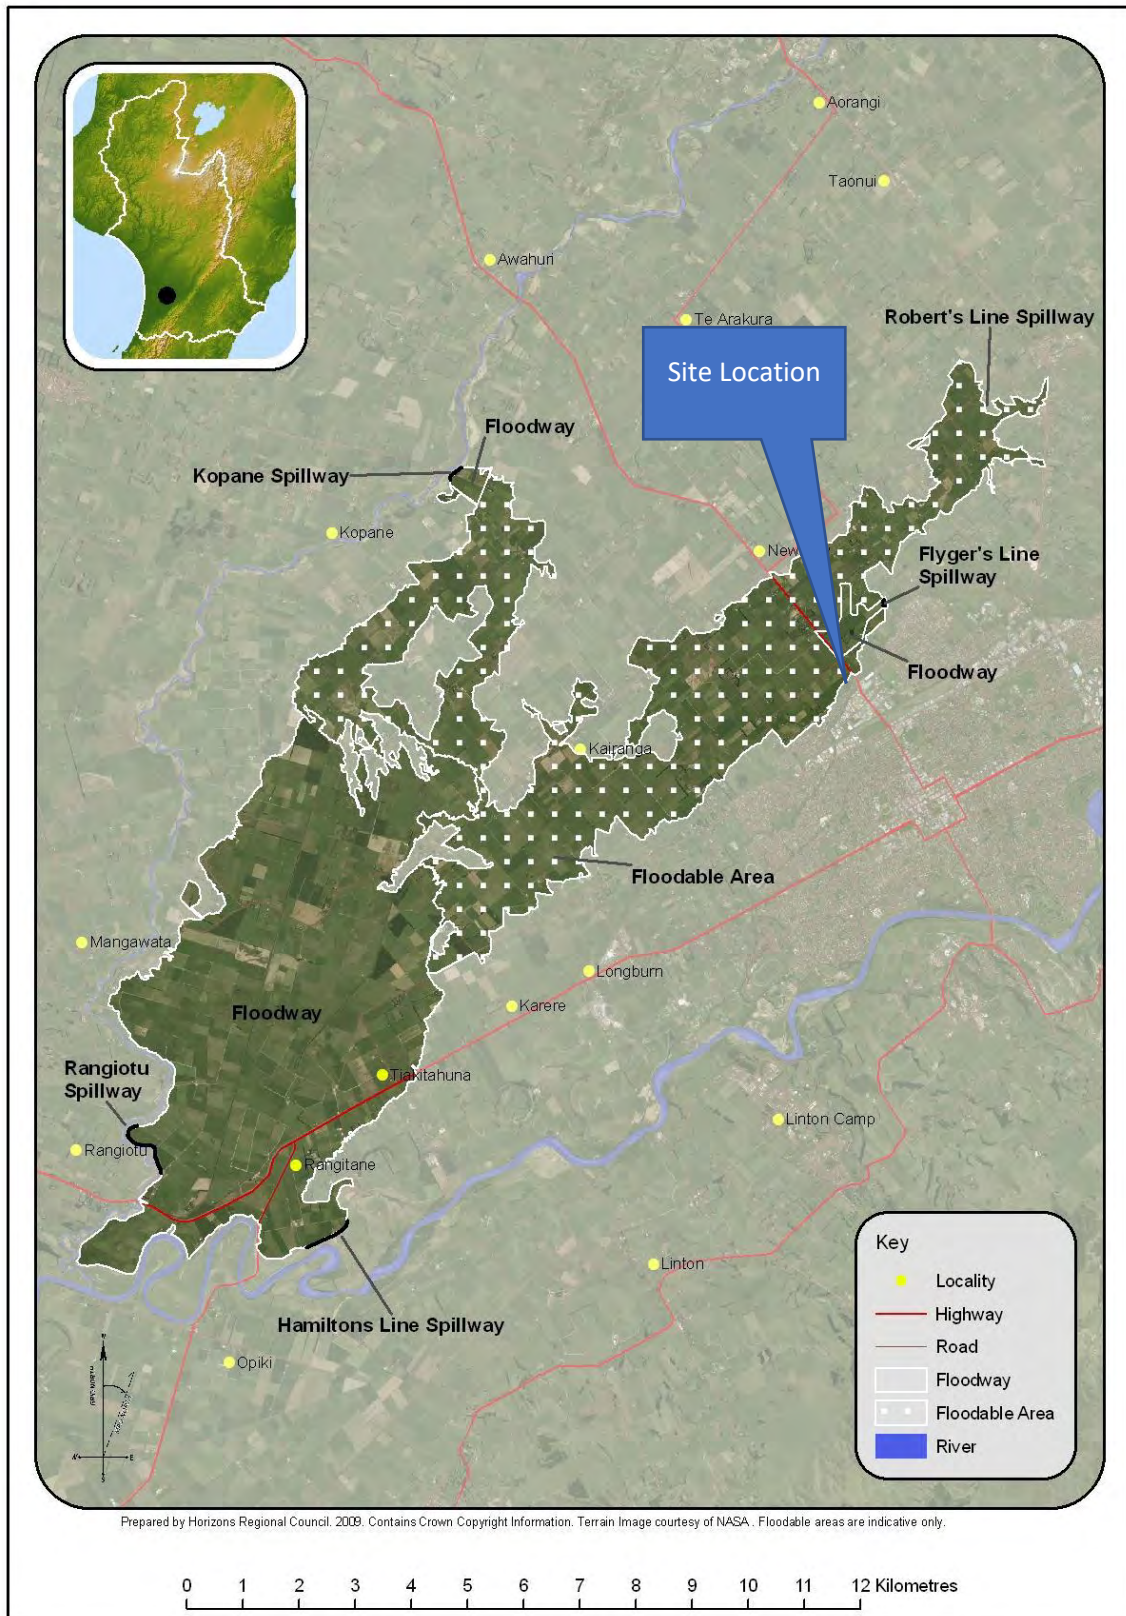 Aorangi
Taonui
Awahuri
Te Arakura
Robert's Line Spillway
Site Location
Floodway
Kopane Spillway
Kopane
Flyger's Line
Spillway
Floodway
Kairanga
Floodable Area
Mangawata
Longburn
Karere
Floodway
Rangiotu
Spillway
Tiakitahuna
Linton Camp
Rangiotu
Rangitane
Linton
Hamiltons Line Spillway
Opiki
Key
Locality
Highway
Road
Floodway
Floodable Area
River
Prepared by Horizons Regional Council. 2009. Contains Crown Copyright Information. Terrain Image courtesy of NASA . Floodable areas are indicative only.
0 1 2 3 4 5 6 7 8 9 10 11 12 Kilometres